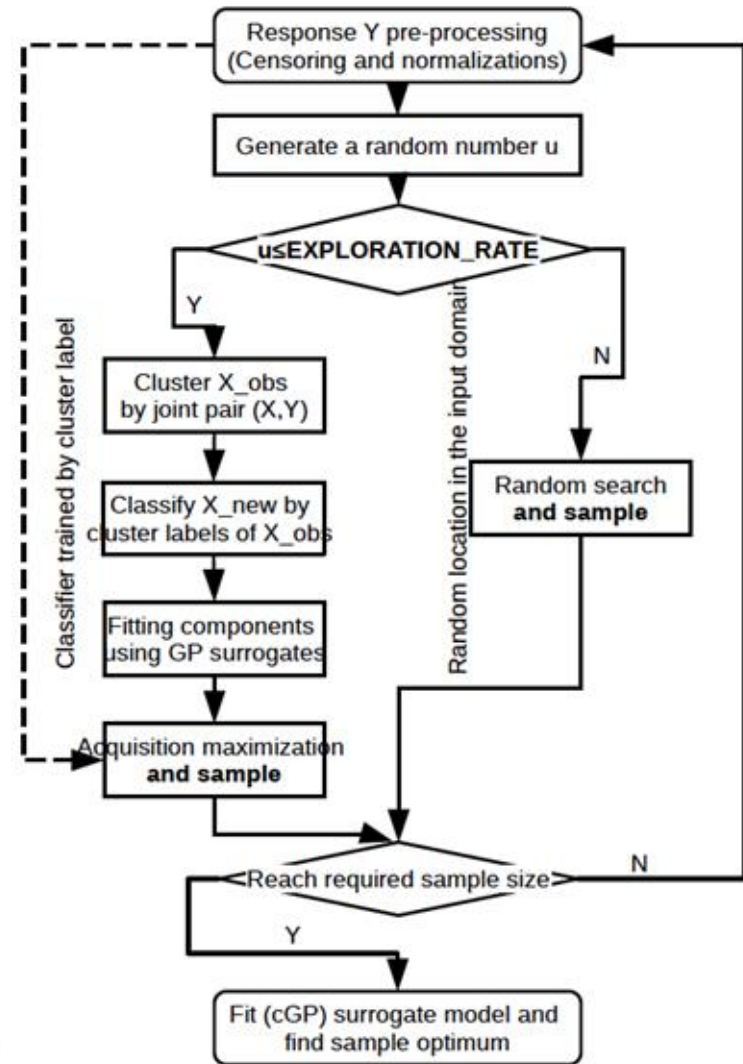 Response Y pre-processing
(Censoring and normalizations)
Generate a random number u
u≤EXPLORATION_RATE
Y
N
Cluster X_obs
by joint pair (X,Y)
Classify X_new by
cluster labels of X_obs
Fitting components
using GP surrogates
Acquisition maximization
and sample
Classifier trained by cluster label
Random location in the input domain
Random search
and sample
Reach required sample size
N
Y
Fit (cGP) surrogate model and
find sample optimum